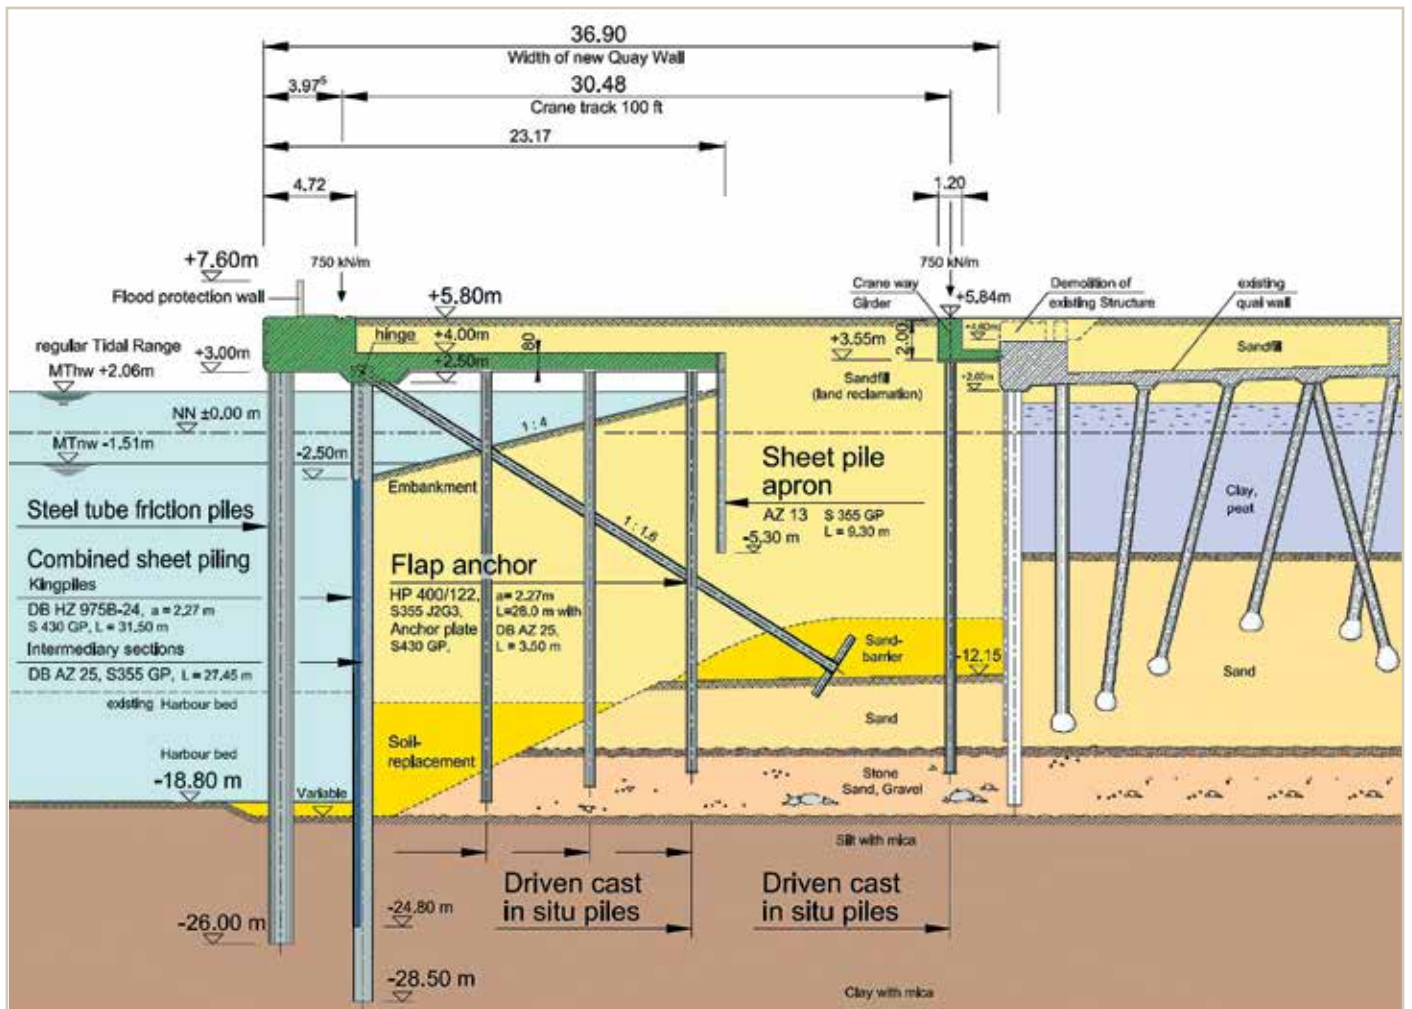 36.90
Width of new Quay Wall
3.97⁵
30.48
Crane track 100 ft
23.17
4.72
1.20
+7.60m
750 kN/m
750 kN/m
Flood protection wall
+5.80m
Crane way
Girder
+5.84m
Demolition of
existing Structure
existing
quai wall
regular Tidal Range
MThw +2.06m
+3.00m
hinge
+4.00m
+2.50m
80
+3.55m
2.00
Sandfill
(land reclamation)
Sandfill
NN ±0.00 m
MTnw -1.51m
-2.50m
1 : 4
Embankment
Sheet pile
apron
AZ 13 S 355 GP
L = 9.30 m
-5.30 m
Clay,
peat
Steel tube friction piles
Combined sheet piling
Kingpiles
DB HZ 975B-24, a = 2,27 m
S 430 GP, L = 31.50 m
Intermediary sections
DB AZ 25, S355 GP, L = 27.45 m
existing Harbour bed
1 : 1,6
Flap anchor
HP 400/122, a= 2,27m
S355 J2G3, L=28,0 m with
Anchor plate DB AZ 25,
S430 GP, L = 3.50 m
Sand-
barrier
-12.15
Sand
Sand
Harbour bed
-18.80 m
Soil-
replacement
Variable
Stone
Sand, Gravel
Silt with mica
Driven cast
in situ piles
Driven cast
in situ piles
-24.80 m
-26.00 m
-28.50 m
Clay with mica